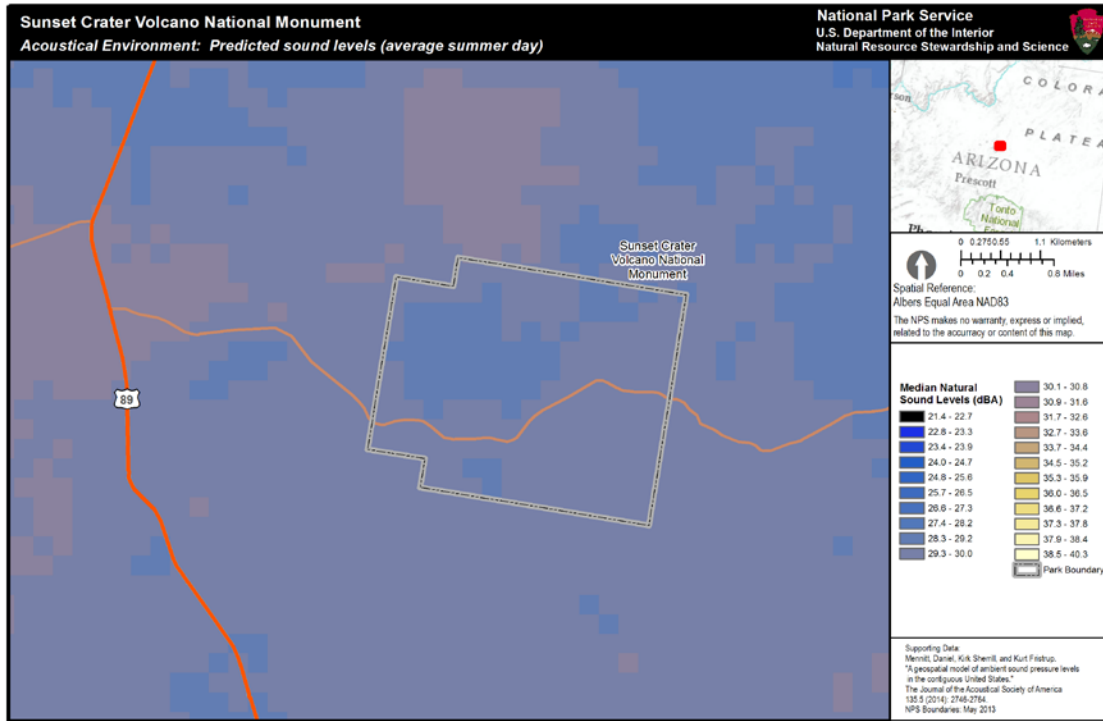 Sunset Crater Volcano National Monument
Acoustical Environment: Predicted sound levels (average summer day)
National Park Service
U.S. Department of the Interior
Natural Resource Stewardship and Science
COLORA
PLATEA
ARIZONA
Prescott
Tonto
National
Sunset Crater
Volcano National
Monument
89
0 0.275 0.55 1.1 Kilometers
0 0.2 0.4 0.8 Miles
Spatial Reference:
Albers Equal Area NAD83
The NPS makes no warranty, express or implied,
related to the accurracy or content of this map.
Median Natural
Sound Levels (dBA)
21.4 - 22.7
22.8 - 23.3
23.4 - 23.9
24.0 - 24.7
24.8 - 25.6
25.7 - 26.5
26.6 - 27.3
27.4 - 28.2
28.3 - 29.2
29.3 - 30.0
30.1 - 30.8
30.9 - 31.6
31.7 - 32.6
32.7 - 33.6
33.7 - 34.4
34.5 - 35.2
35.3 - 35.9
36.0 - 36.5
36.6 - 37.2
37.3 - 37.8
37.9 - 38.4
38.5 - 40.3
Park Boundary
Supporting Data:
Mennitt, Daniel, Kirk Sherrill, and Kurt Fristrup.
"A geospatial model of ambient sound pressure levels
in the contiguous United States."
The Journal of the Acoustical Society of America
135.5 (2014): 2746-2764.
NPS Boundaries: May 2013